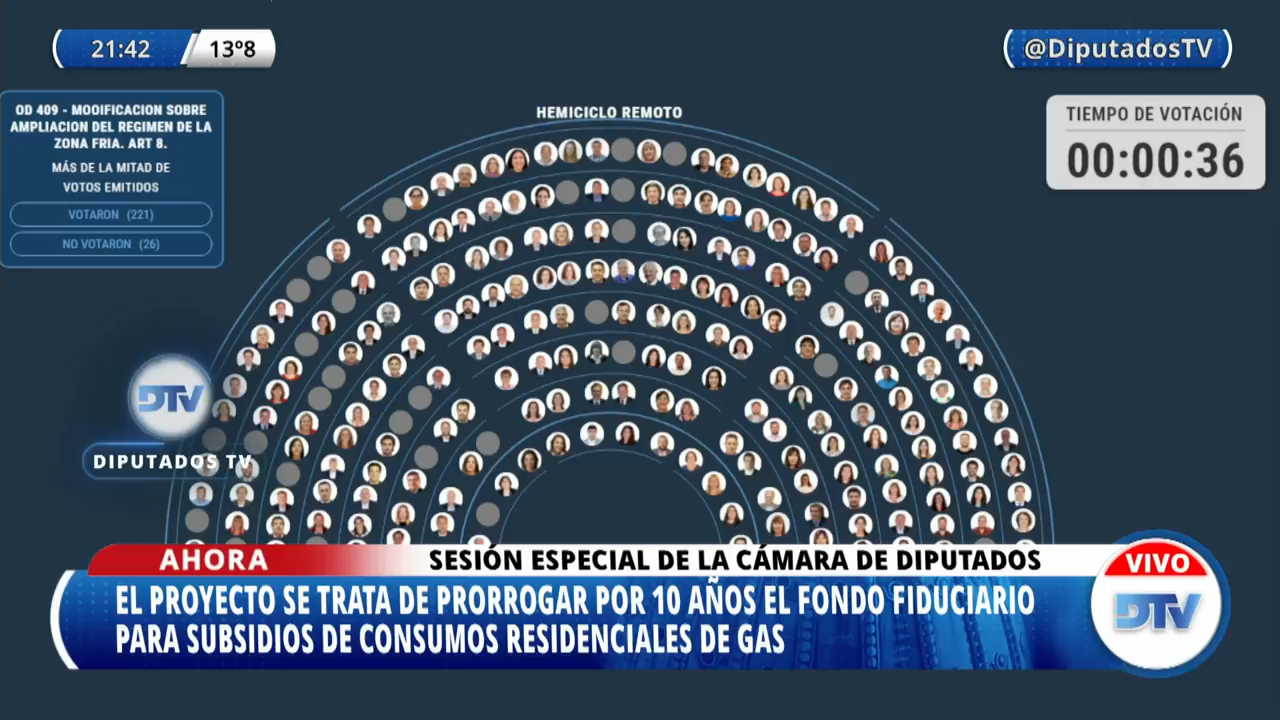 21:42
13º8
@DiputadosTV
OD 409 - MOOIFICACION SOBRE
AMPLIACION DEL REGIMEN DE LA
ZONA FRIA. ART 8.
MÁS DE LA MITAD DE
VOTOS EMITIDOS
VOTARON (221)
NO VOTARON (26)
HEMICICLO REMOTO
TIEMPO DE VOTACIÓN
00:00:36
DTV
DIPUTADOS TV
AHORA
SESIÓN ESPECIAL DE LA CÁMARA DE DIPUTADOS
EL PROYECTO SE TRATA DE PRORROGAR POR 10 AÑOS EL FONDO FIDUCIARIO
PARA SUBSIDIOS DE CONSUMOS RESIDENCIALES DE GAS
VIVO
DTV